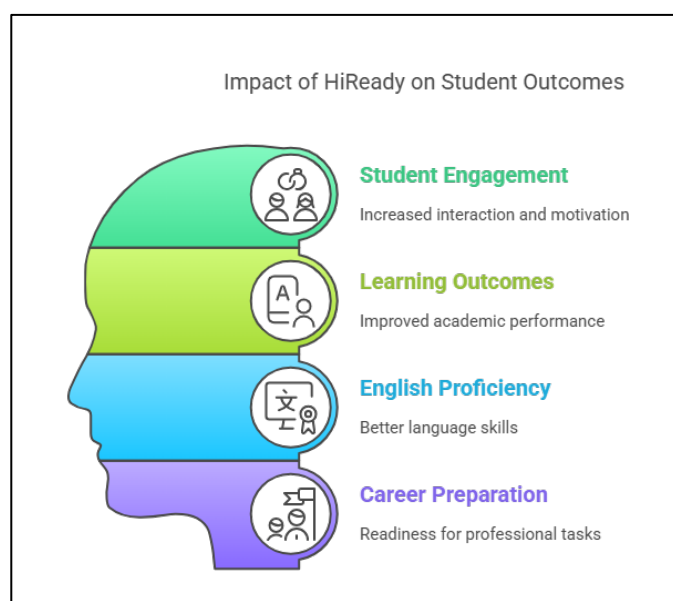 Impact of HiReady on Student Outcomes
Student Engagement
Increased interaction and motivation
A
Learning Outcomes
Improved academic performance
文
English Proficiency
Better language skills
Career Preparation
Readiness for professional tasks